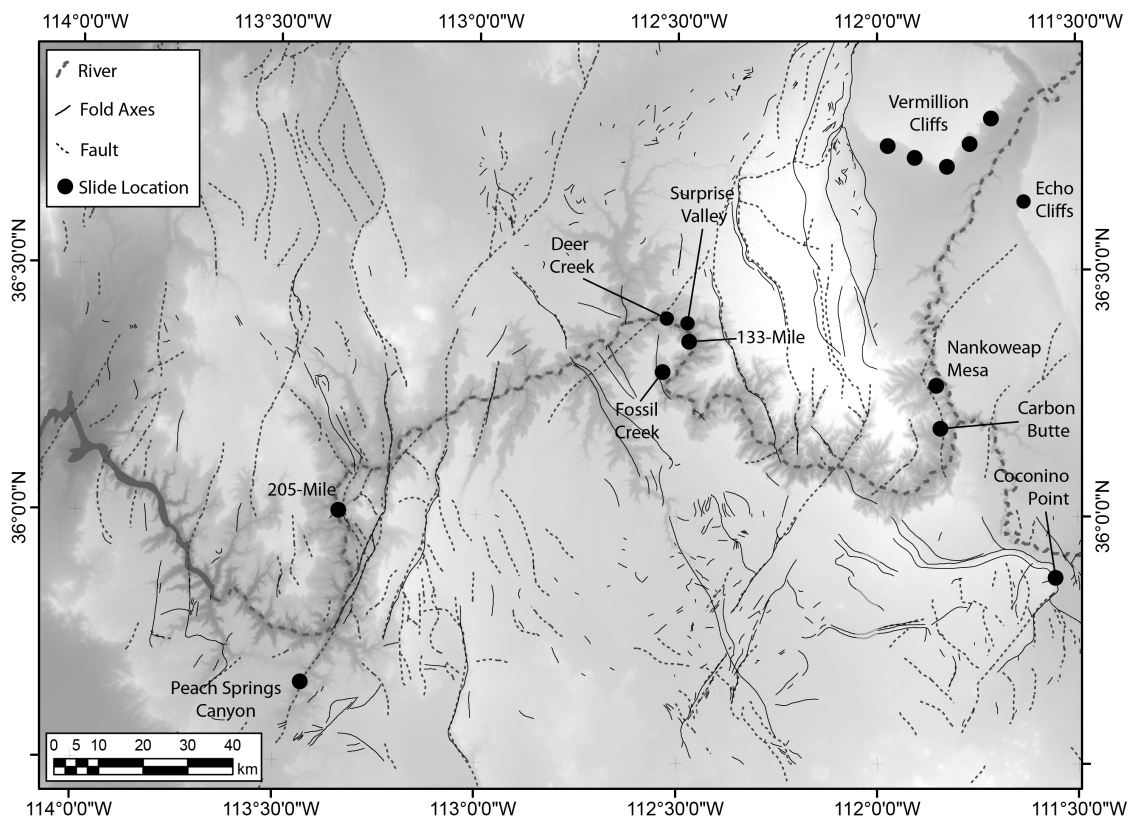 114°0'0"W 113°30'0"W 113°0'0"W 112°30'0"W 112°0'0"W 111°30'0"W
River
Fold Axes
Fault
Slide Location
Vermillion
Cliffs
Echo
Cliffs
Surprise
Valley
Deer
Creek
36°30'0"N
36°30'0"N
133-Mile
Nankoweap
Mesa
Fossil
Creek
Carbon
Butte
Coconino
Point
205-Mile
36°0'0"N
36°0'0"N
Peach Springs
Canyon
0 5 10 20 30 40
km
114°0'0"W 113°30'0"W 113°0'0"W 112°30'0"W 112°0'0"W 111°30'0"W